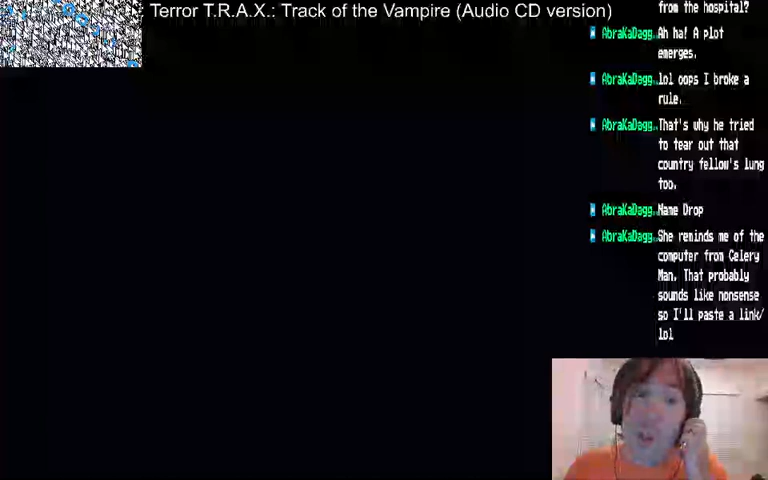 : Terror T.R.A.X.: Track of the Vampire (Audio CD version)
from the hospital?
AbraKaDagg.. Ah ha! A plot
emerges.
AbraKaDagg.. lol oops I broke a
rule.
AbraKaDagg.. That's why he tried
to tear out that
country fellow's lung
too.
AbraKaDagg.. Name Drop
AbraKaDagg.. She reminds me of the
computer from Celery
Man. That probably
sounds like nonsense
so I'll paste a link/
lol